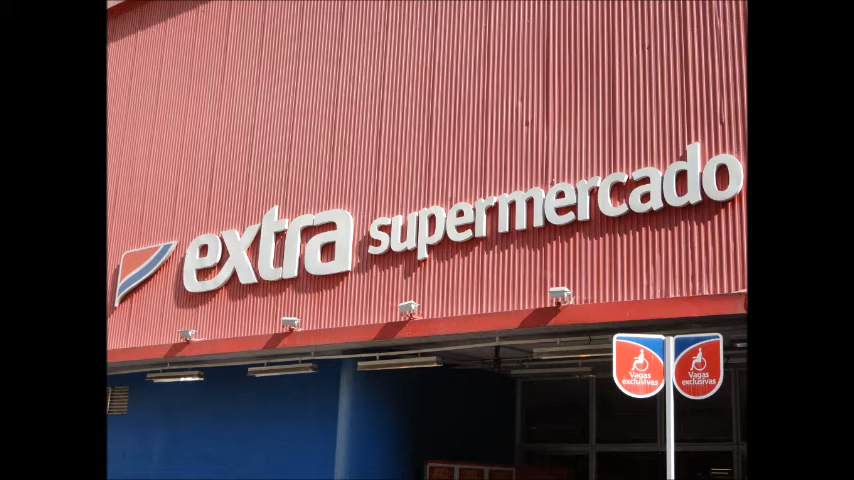 extra supermercado
Vagas
exclusivas
Vagas
exclusivas